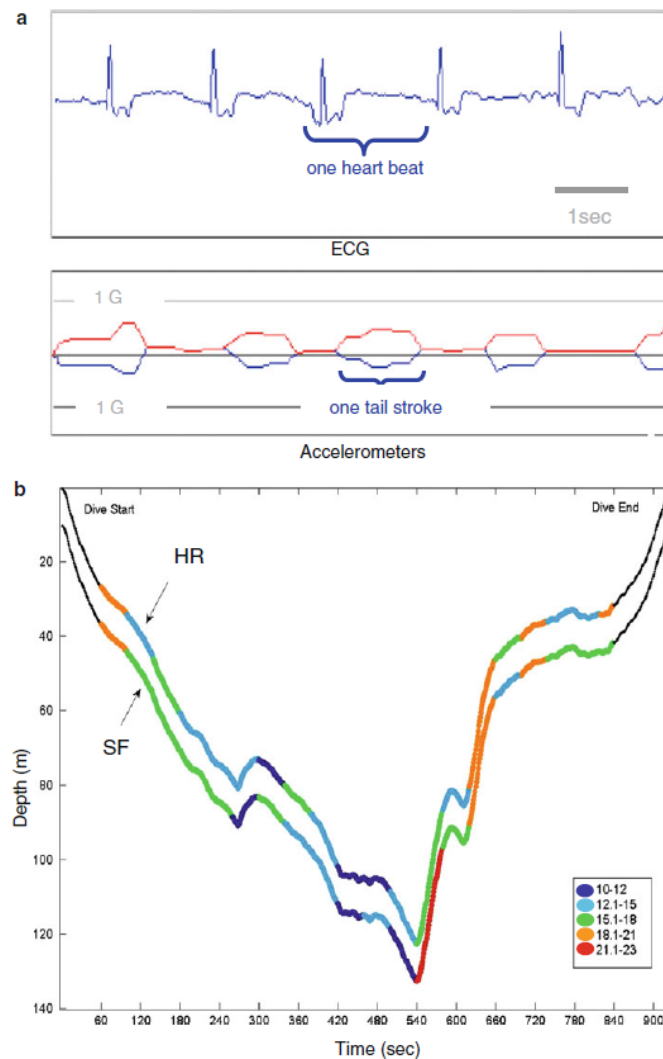 a
one heart beat
1sec
ECG
1 G
1 G
one tail stroke
Accelerometers
b
0
Dive Start
Dive End
HR
SF
20
40
60
80
100
120
140
Depth (m)
10-12
12.1-15
15.1-18
18.1-21
21.1-23
60 120 180 240 300 360 420 480 540 600 660 720 780 840 900
Time (sec)